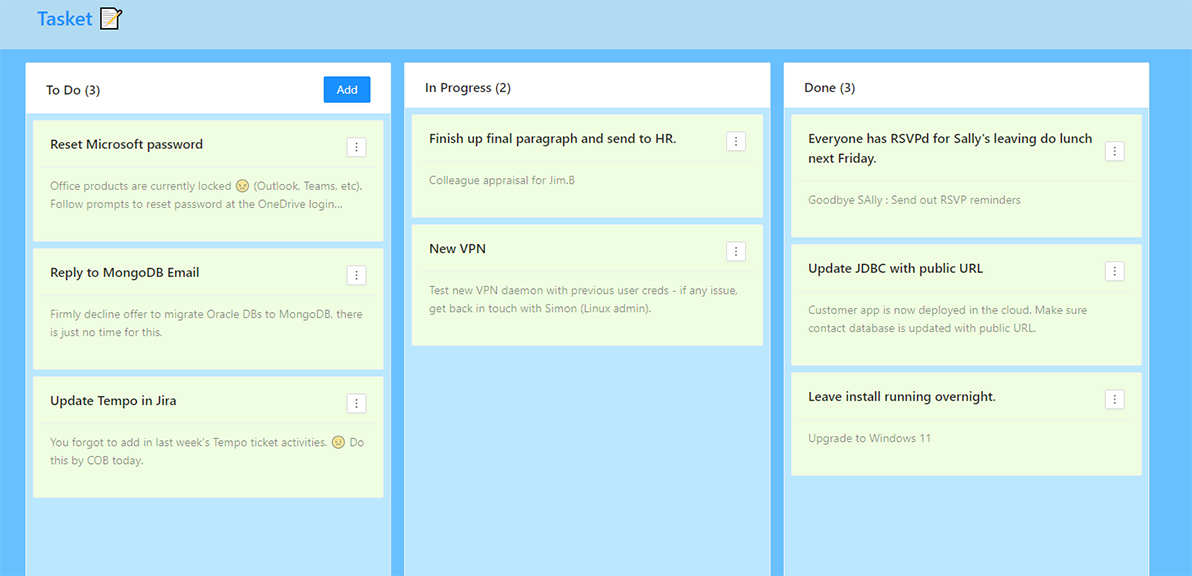 Tasket 📝
To Do (3)
Add
Reset Microsoft password
Office products are currently locked 😟 (Outlook, Teams, etc).
Follow prompts to reset password at the OneDrive login...
Reply to MongoDB Email
Firmly decline offer to migrate Oracle DBs to MongoDB, there
is just no time for this.
Update Tempo in Jira
You forgot to add in last week's Tempo ticket activities. 😟 Do
this by COB today.
In Progress (2)
Finish up final paragraph and send to HR.
Colleague appraisal for Jim.B
New VPN
Test new VPN daemon with previous user creds - if any issue,
get back in touch with Simon (Linux admin).
Done (3)
Everyone has RSVPd for Sally's leaving do lunch
next Friday.
Goodbye SAlly : Send out RSVP reminders
Update JDBC with public URL
Customer app is now deployed in the cloud. Make sure
contact database is updated with public URL.
Leave install running overnight.
Upgrade to Windows 11